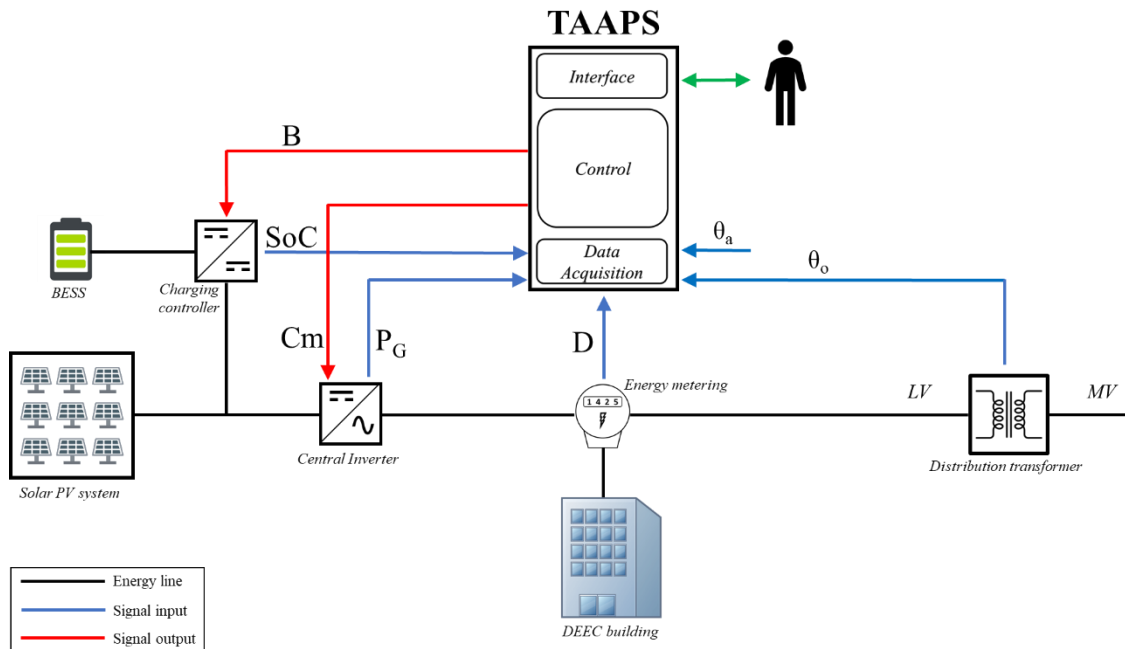 TAAPS
Interface
B
Control
SoC
Data
Acquisition
θa
θo
BESS
Charging
controller
Cm
PG
D
Energy metering
1 4 2 5
LV
MV
Central Inverter
Distribution transformer
Solar PV system
DEEC building
Energy line
Signal input
Signal output